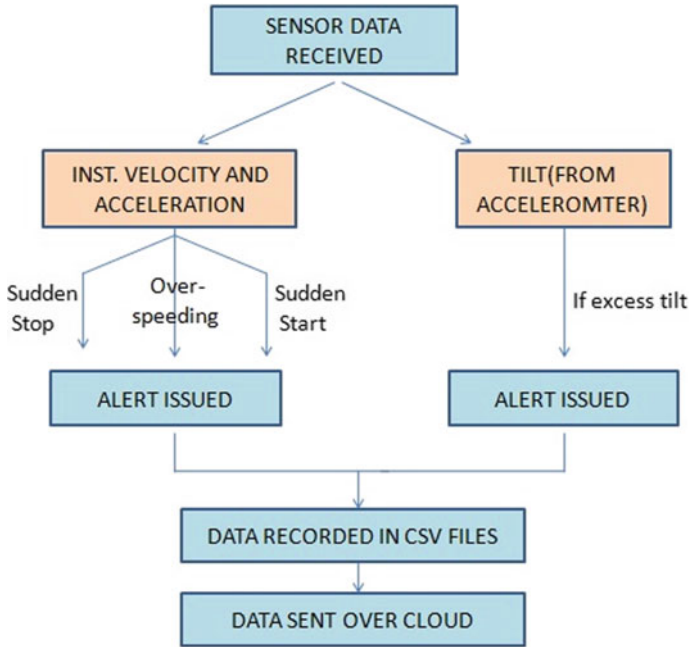 SENSOR DATA
RECEIVED
INST. VELOCITY AND
ACCELERATION
TILT(FROM
ACCELEROMTER)
Sudden
Stop
Over-
speeding
Sudden
Start
If excess tilt
ALERT ISSUED
ALERT ISSUED
DATA RECORDED IN CSV FILES
DATA SENT OVER CLOUD